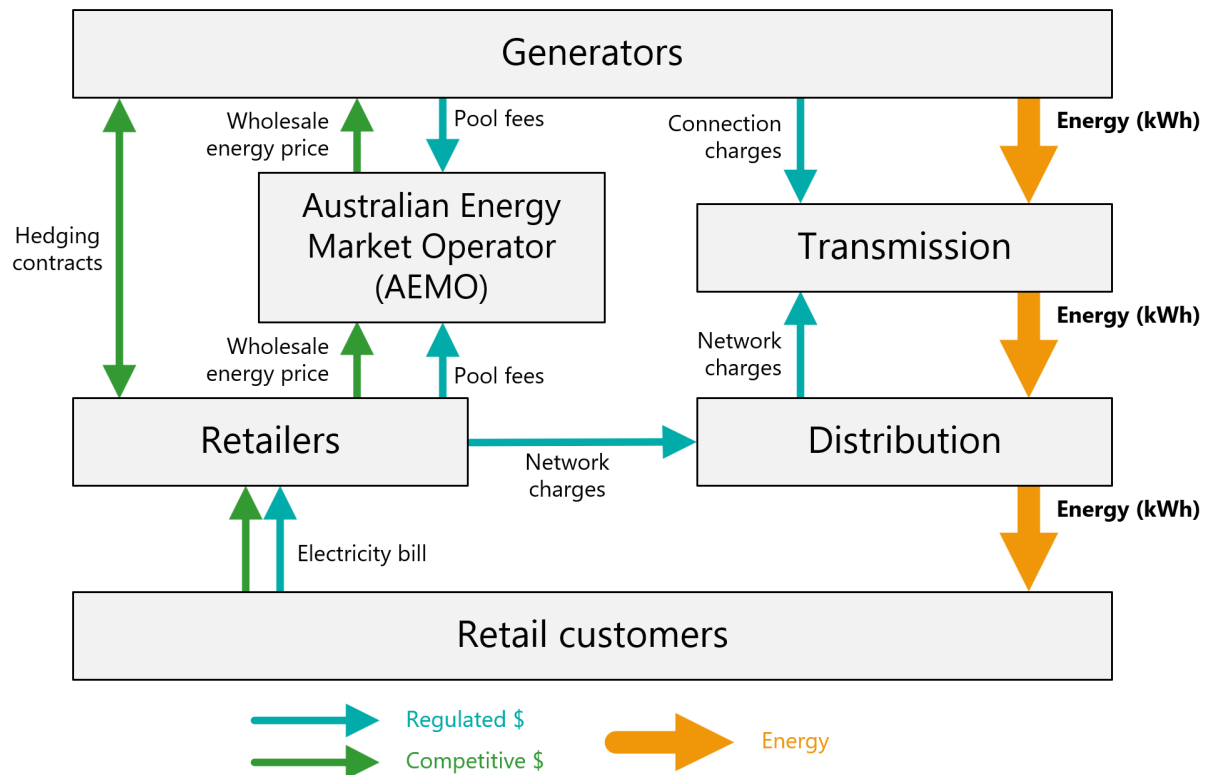 Generators
Wholesale
energy price
Pool fees
Connection
charges
Energy (kWh)
Australian Energy
Market Operator
(AEMO)
Transmission
Hedging
contracts
Wholesale
energy price
Pool fees
Network
charges
Energy (kWh)
Retailers
Network
charges
Distribution
Electricity bill
Energy (kWh)
Retail customers
Regulated $
Competitive $
Energy